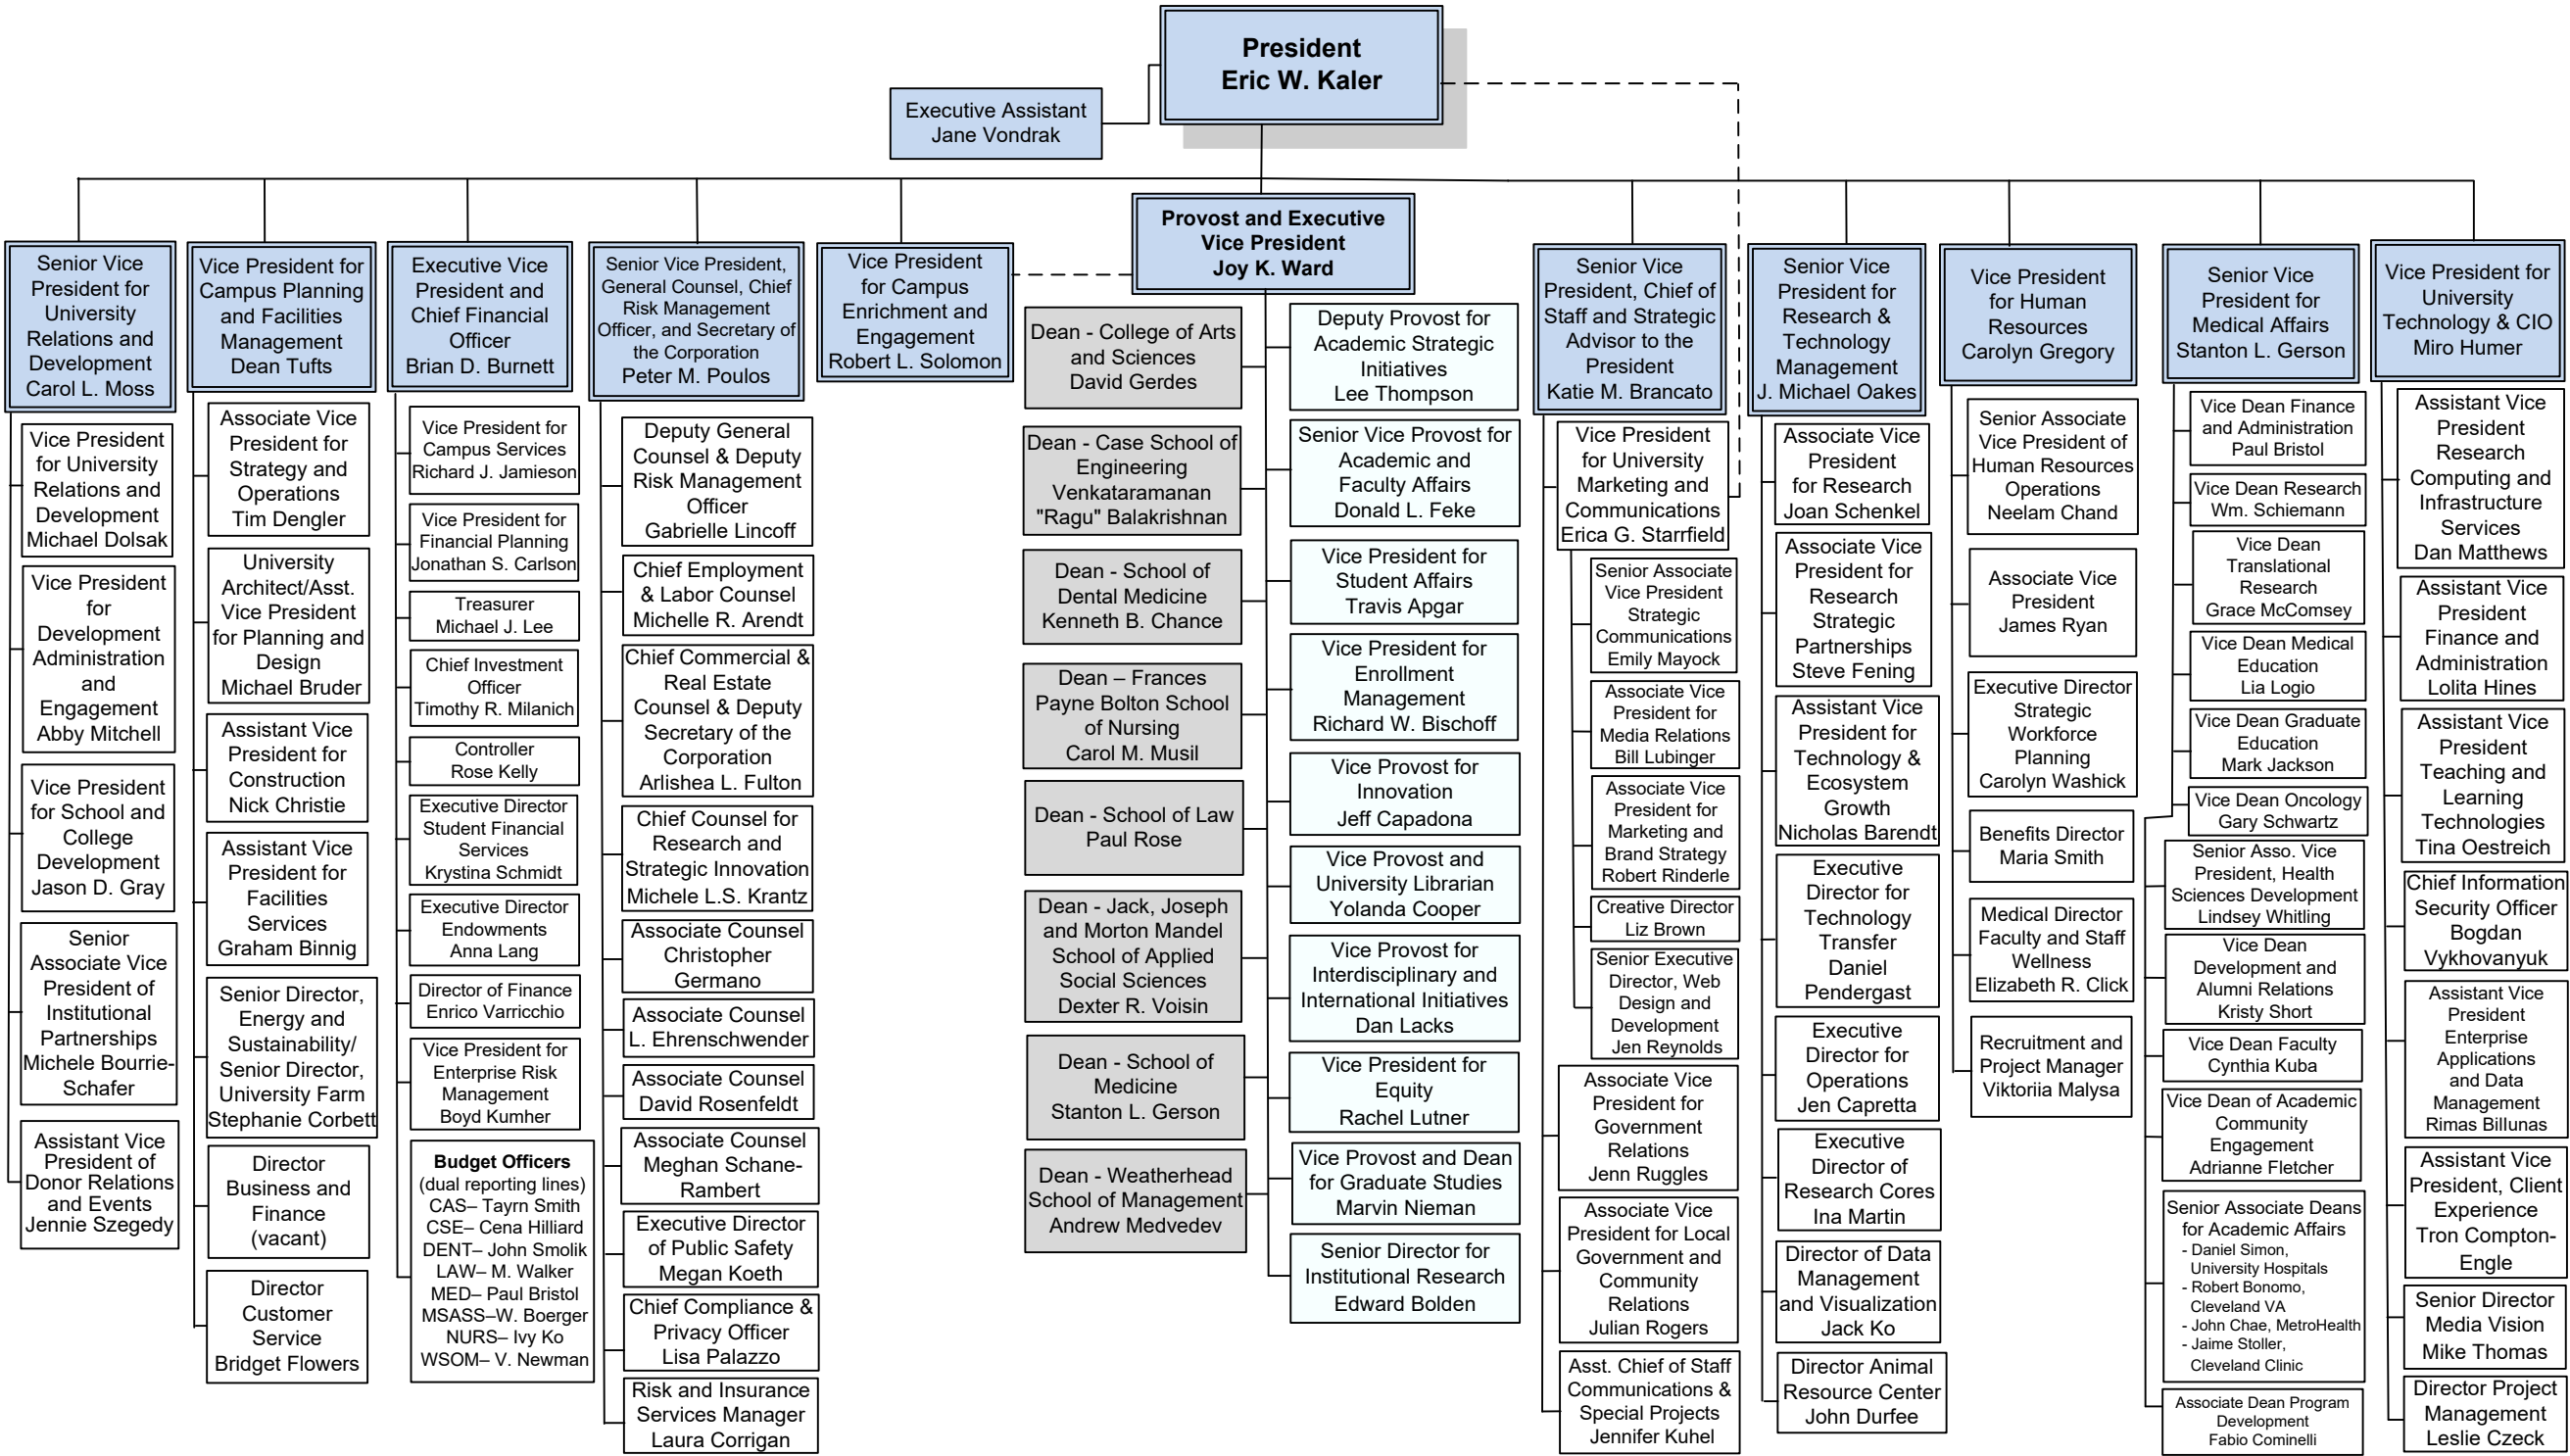 President
Eric W. Kaler
Executive Assistant
Jane Vondrak
Provost and Executive
Vice President
Joy K. Ward
Senior Vice
President for
University
Relations and
Development
Carol L. Moss
Vice President
for University
Relations and
Development
Michael Dolsak
Vice President
for
Development
Administration
and
Engagement
Abby Mitchell
Vice President
for School and
College
Development
Jason D. Gray
Senior
Associate Vice
President of
Institutional
Partnerships
Michele Bourrie-
Schafer
Assistant Vice
President of
Donor Relations
and Events
Jennie Szegedy
Vice President for
Campus Planning
and Facilities
Management
Dean Tufts
Associate Vice
President for
Strategy and
Operations
Tim Dengler
University
Architect/Asst.
Vice President
for Planning and
Design
Michael Bruder
Assistant Vice
President for
Construction
Nick Christie
Assistant Vice
President for
Facilities
Services
Graham Binnig
Senior Director,
Energy and
Sustainability/
Senior Director,
University Farm
Stephanie Corbett
Director
Business and
Finance
(vacant)
Director
Customer
Service
Bridget Flowers
Executive Vice
President and
Chief Financial
Officer
Brian D. Burnett
Vice President for
Campus Services
Richard J. Jamieson
Vice President for
Financial Planning
Jonathan S. Carlson
Treasurer
Michael J. Lee
Chief Investment
Officer
Timothy R. Milanich
Controller
Rose Kelly
Executive Director
Student Financial
Services
Krystina Schmidt
Executive Director
Endowments
Anna Lang
Director of Finance
Enrico Varricchio
Vice President for
Enterprise Risk
Management
Boyd Kumher
Budget Officers
(dual reporting lines)
CAS– Tayrn Smith
CSE– Cena Hilliard
DENT– John Smolik
LAW– M. Walker
MED– Paul Bristol
MSASS–W. Boerger
NURS– Ivy Ko
WSOM– V. Newman
Senior Vice President,
General Counsel, Chief
Risk Management
Officer, and Secretary of
the Corporation
Peter M. Poulos
Deputy General
Counsel & Deputy
Risk Management
Officer
Gabrielle Lincoff
Chief Employment
& Labor Counsel
Michelle R. Arendt
Chief Commercial &
Real Estate
Counsel & Deputy
Secretary of the
Corporation
Arlishea L. Fulton
Chief Counsel for
Research and
Strategic Innovation
Michele L.S. Krantz
Associate Counsel
Christopher
Germano
Associate Counsel
L. Ehrenschwender
Associate Counsel
David Rosenfeldt
Associate Counsel
Meghan Schane-
Rambert
Executive Director
of Public Safety
Megan Koeth
Chief Compliance &
Privacy Officer
Lisa Palazzo
Risk and Insurance
Services Manager
Laura Corrigan
Vice President
for Campus
Enrichment and
Engagement
Robert L. Solomon
Dean - College of Arts
and Sciences
David Gerdes
Dean - Case School of
Engineering
Venkataramanan
"Ragu" Balakrishnan
Dean - School of
Dental Medicine
Kenneth B. Chance
Dean – Frances
Payne Bolton School
of Nursing
Carol M. Musil
Dean - School of Law
Paul Rose
Dean - Jack, Joseph
and Morton Mandel
School of Applied
Social Sciences
Dexter R. Voisin
Dean - School of
Medicine
Stanton L. Gerson
Dean - Weatherhead
School of Management
Andrew Medvedev
Deputy Provost for
Academic Strategic
Initiatives
Lee Thompson
Senior Vice Provost for
Academic and
Faculty Affairs
Donald L. Feke
Vice President for
Student Affairs
Travis Apgar
Vice President for
Enrollment
Management
Richard W. Bischoff
Vice Provost for
Innovation
Jeff Capadona
Vice Provost and
University Librarian
Yolanda Cooper
Vice Provost for
Interdisciplinary and
International Initiatives
Dan Lacks
Vice President for
Equity
Rachel Lutner
Vice Provost and Dean
for Graduate Studies
Marvin Nieman
Senior Director for
Institutional Research
Edward Bolden
Senior Vice
President, Chief of
Staff and Strategic
Advisor to the
President
Katie M. Brancato
Vice President
for University
Marketing and
Communications
Erica G. Starrfield
Senior Associate
Vice President
Strategic
Communications
Emily Mayock
Associate Vice
President for
Media Relations
Bill Lubinger
Associate Vice
President for
Marketing and
Brand Strategy
Robert Rinderle
Creative Director
Liz Brown
Senior Executive
Director, Web
Design and
Development
Jen Reynolds
Associate Vice
President for
Government
Relations
Jenn Ruggles
Associate Vice
President for Local
Government and
Community
Relations
Julian Rogers
Asst. Chief of Staff
Communications &
Special Projects
Jennifer Kuhel
Senior Vice
President for
Research &
Technology
Management
J. Michael Oakes
Associate Vice
President
for Research
Joan Schenkel
Associate Vice
President for
Research
Strategic
Partnerships
Steve Fening
Assistant Vice
President for
Technology &
Ecosystem
Growth
Nicholas Barendt
Executive
Director for
Technology
Transfer
Daniel
Pendergast
Executive
Director for
Operations
Jen Capretta
Executive
Director of
Research Cores
Ina Martin
Director of Data
Management
and Visualization
Jack Ko
Director Animal
Resource Center
John Durfee
Vice President
for Human
Resources
Carolyn Gregory
Senior Associate
Vice President of
Human Resources
Operations
Neelam Chand
Associate Vice
President
James Ryan
Executive Director
Strategic
Workforce
Planning
Carolyn Washick
Benefits Director
Maria Smith
Medical Director
Faculty and Staff
Wellness
Elizabeth R. Click
Recruitment and
Project Manager
Viktoriia Malysa
Senior Vice
President for
Medical Affairs
Stanton L. Gerson
Vice Dean Finance
and Administration
Paul Bristol
Vice Dean Research
Wm. Schiemann
Vice Dean
Translational
Research
Grace McComsey
Vice Dean Medical
Education
Lia Logio
Vice Dean Graduate
Education
Mark Jackson
Vice Dean Oncology
Gary Schwartz
Senior Asso. Vice
President, Health
Sciences Development
Lindsey Whitling
Vice Dean
Development and
Alumni Relations
Kristy Short
Vice Dean Faculty
Cynthia Kuba
Vice Dean of Academic
Community
Engagement
Adrianne Fletcher
Senior Associate Deans
for Academic Affairs
- Daniel Simon,
University Hospitals
- Robert Bonomo,
Cleveland VA
- John Chae, MetroHealth
- Jaime Stoller,
Cleveland Clinic
Associate Dean Program
Development
Fabio Cominelli
Vice President for
University
Technology & CIO
Miro Humer
Assistant Vice
President
Research
Computing and
Infrastructure
Services
Dan Matthews
Assistant Vice
President
Finance and
Administration
Lolita Hines
Assistant Vice
President
Teaching and
Learning
Technologies
Tina Oestreich
Chief Information
Security Officer
Bogdan
Vykhovanyuk
Assistant Vice
President
Enterprise
Applications
and Data
Management
Rimas Billunas
Assistant Vice
President, Client
Experience
Tron Compton-
Engle
Senior Director
Media Vision
Mike Thomas
Director Project
Management
Leslie Czeck